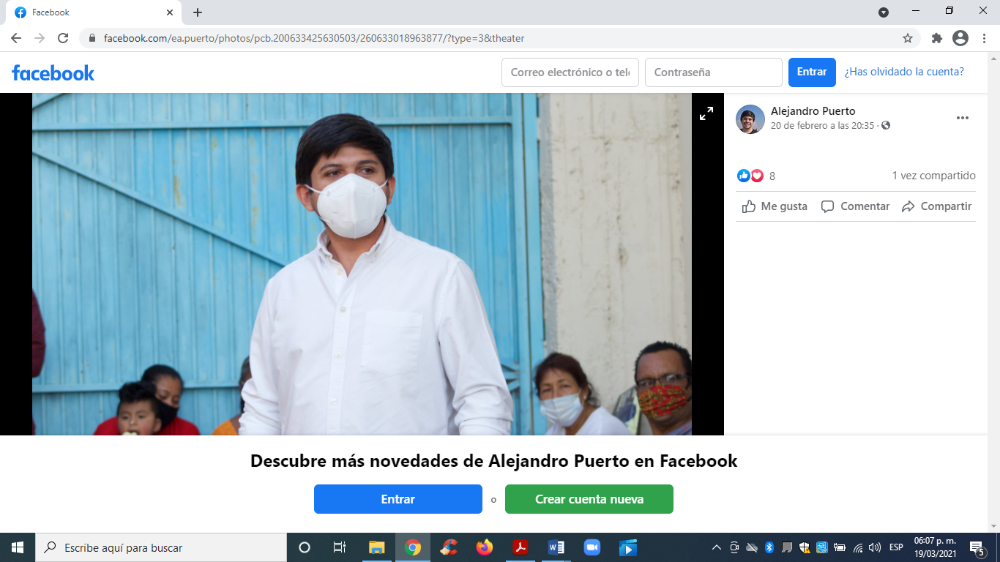 Facebook
facebook.com/ea.puerto/photos/pcb.200633425630503/260633018963877/?type=3&theater
facebook
Correo electrónico o telé
Contraseña
Entrar
¿Has olvidado la cuenta?
Alejandro Puerto
20 de febrero a las 20:35 ·
8
1 vez compartido
Me gusta
Comentar
Compartir
Descubre más novedades de Alejandro Puerto en Facebook
Entrar
o
Crear cuenta nueva
Escribe aquí para buscar
ESP
06:07 p. m.
19/03/2021
5